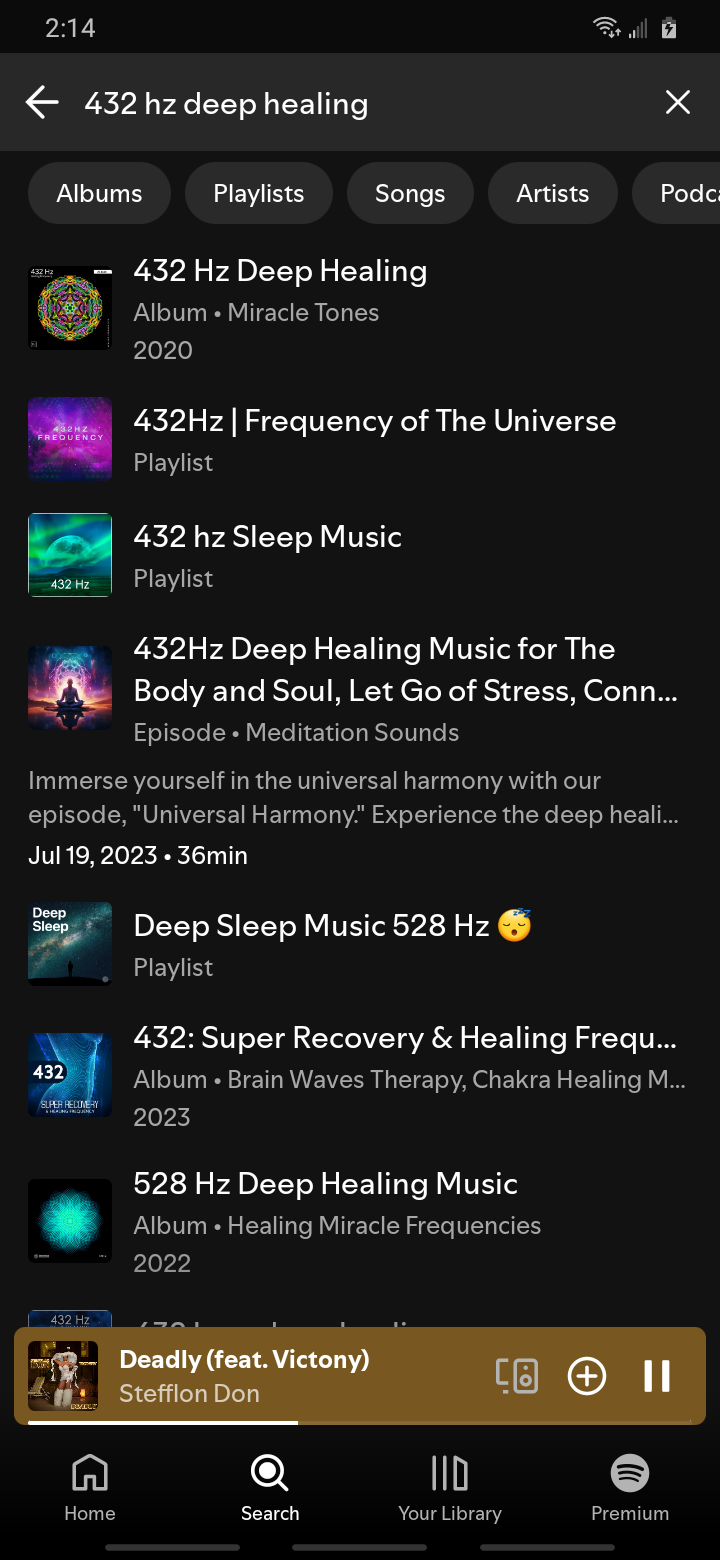 2:14
432 hz deep healing
Albums Playlists Songs Artists Podca
432 Hz
432 Hz Deep Healing
Album • Miracle Tones
2020
432HZ
FREQUENCY
432Hz | Frequency of The Universe
Playlist
432 Hz
432 hz Sleep Music
Playlist
432Hz Deep Healing Music for The
Body and Soul, Let Go of Stress, Conn...
Episode • Meditation Sounds
Immerse yourself in the universal harmony with our
episode, "Universal Harmony." Experience the deep heali...
Jul 19, 2023 • 36min
Deep
Sleep
Deep Sleep Music 528 Hz 😴
Playlist
432
SUPER RECOVERY
& HEALING FREQUENCY
432: Super Recovery & Healing Frequ...
Album • Brain Waves Therapy, Chakra Healing M...
2023
528 Hz Deep Healing Music
Album • Healing Miracle Frequencies
2022
432 Hz
Deadly (feat. Victony)
Stefflon Don
Home Search Your Library Premium